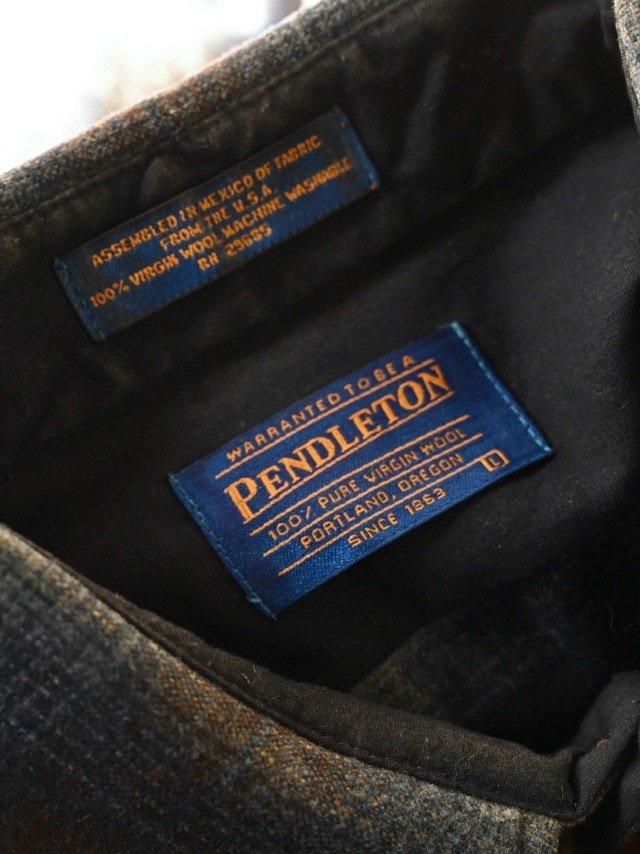 ASSEMBLED IN MEXICO OF FABRIC
FROM THE U.S.A.
100% VIRGIN WOOL MACHINE WASHABLE
RN 29685
WARRANTED TO BE A
PENDLETON
100% PURE VIRGIN WOOL
PORTLAND, OREGON
SINCE 1863
L